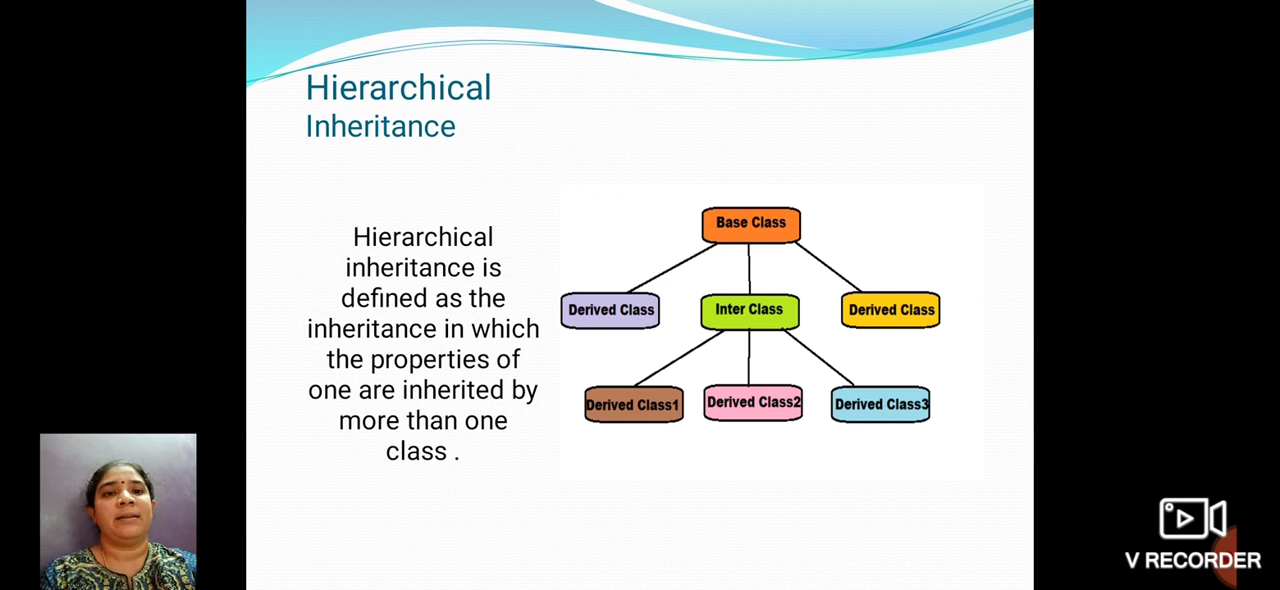 Hierarchical
Inheritance
Hierarchical
inheritance is
defined as the
inheritance in which
the properties of
one are inherited by
more than one
class .
Base Class
Derived Class
Inter Class
Derived Class
Derived Class1
Derived Class2
Derived Class3
V RECORDER